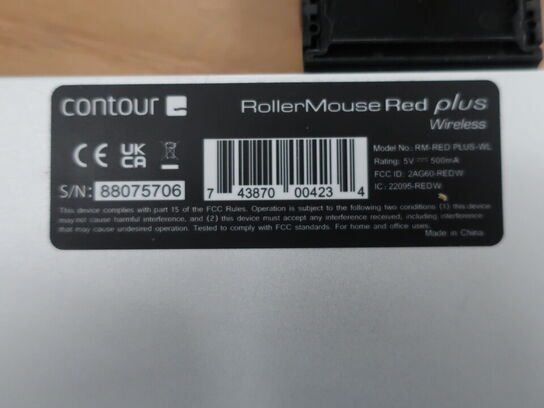 contour
RollerMouse Red plus
Wireless
CE UK CA
Model No.: RM-RED PLUS-WL
Rating: 5V ⎓ 500mA
FCC ID: 2AG60-REDW
IC : 22095-REDW
S/N: 88075706
7 43870 00423 4
This device complies with part 15 of the FCC Rules. Operation is subject to the following two conditions (1) this device
may not cause harmful interference, and (2) this device must accept any interference received, including interference
that may cause undesired operation. Tested to comply with FCC standards. For home and office uses.
Made in China